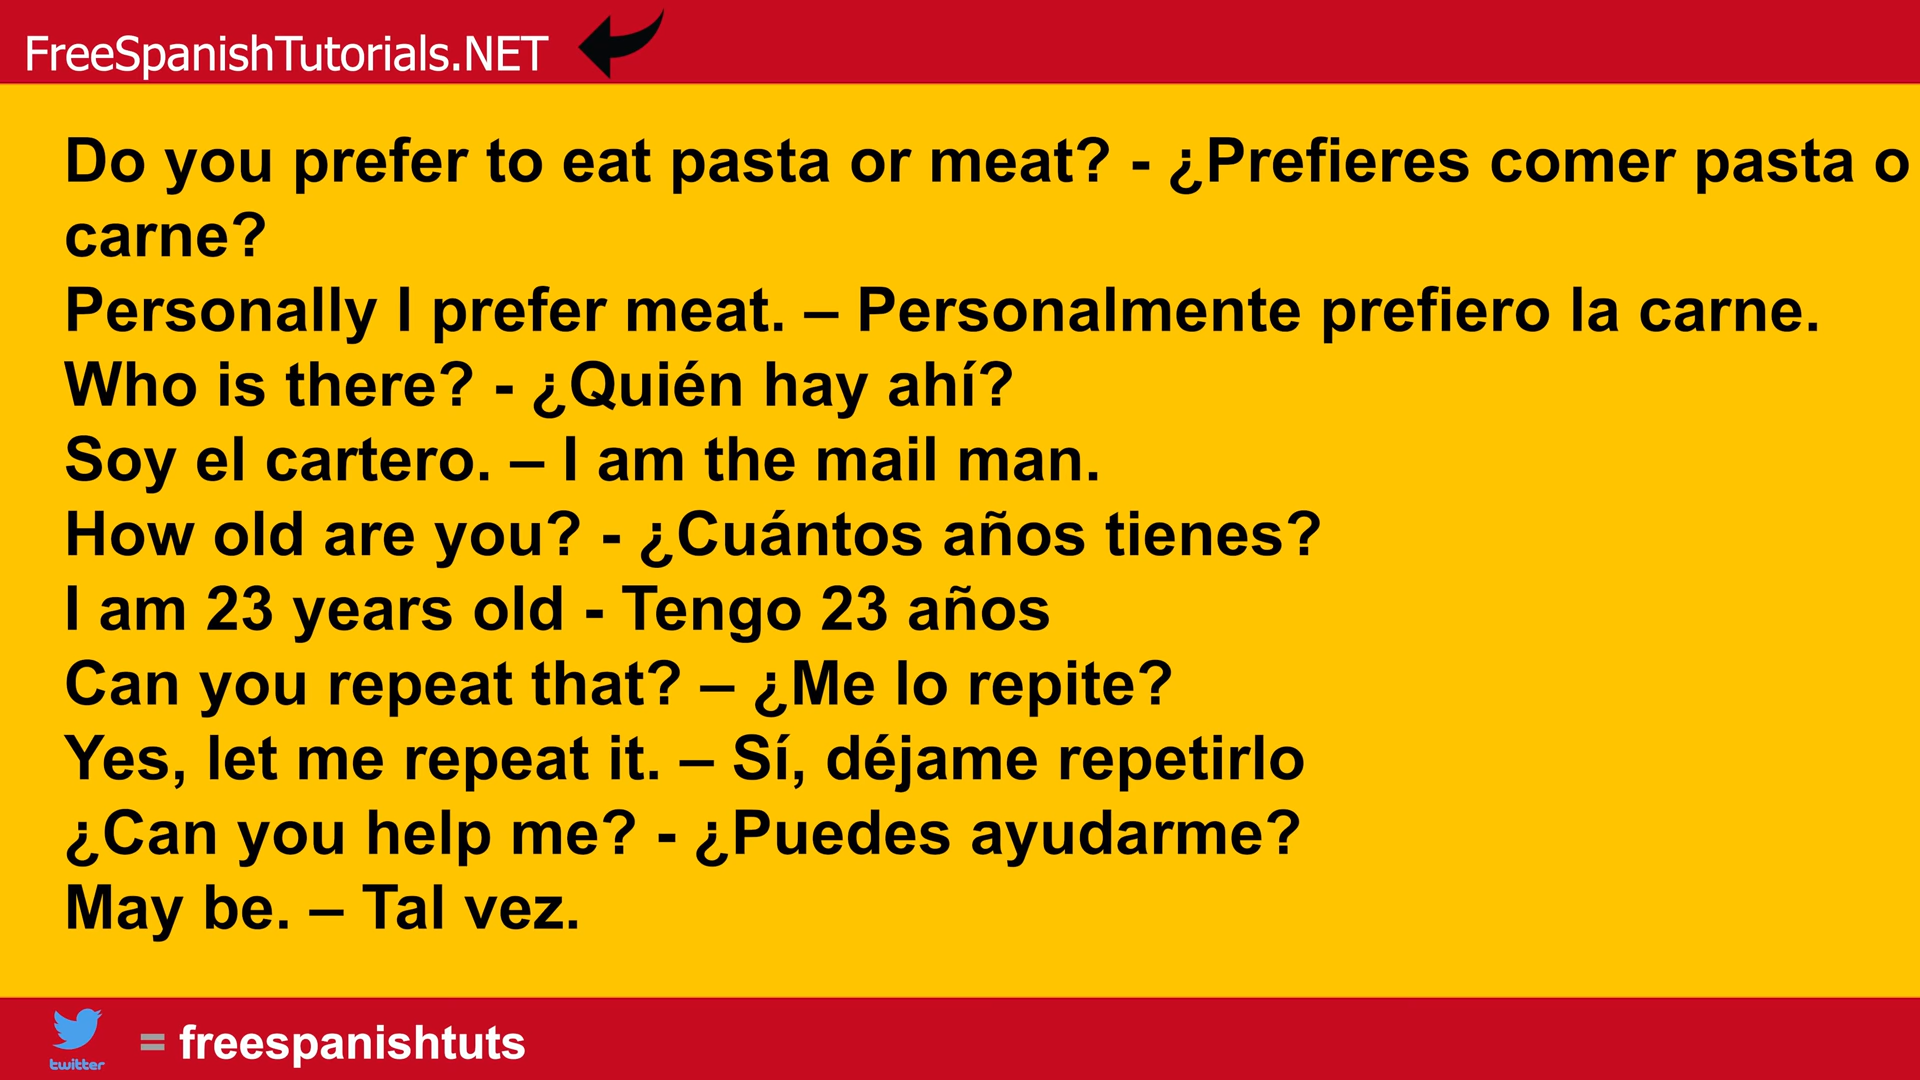 FreeSpanishTutorials.NET
Do you prefer to eat pasta or meat? - ¿Prefieres comer pasta o
carne?
Personally I prefer meat. – Personalmente prefiero la carne.
Who is there? - ¿Quién hay ahí?
Soy el cartero. – I am the mail man.
How old are you? - ¿Cuántos años tienes?
I am 23 years old - Tengo 23 años
Can you repeat that? – ¿Me lo repite?
Yes, let me repeat it. – Sí, déjame repetirlo
¿Can you help me? - ¿Puedes ayudarme?
May be. – Tal vez.
twitter = freespanishtuts